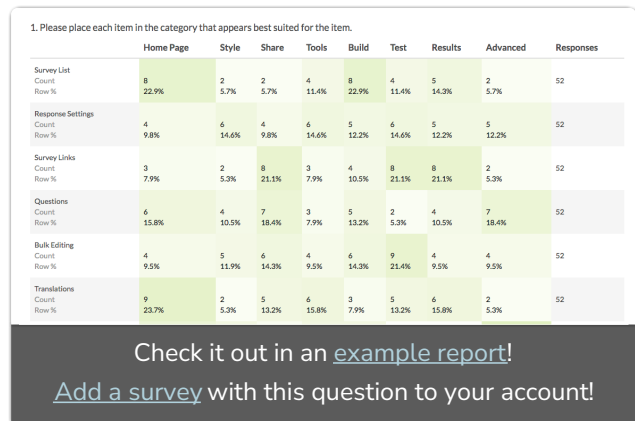 1. Please place each item in the category that appears best suited for the item.
Home Page Style Share Tools Build Test Results Advanced Responses
Survey List
Count 8 2 2 4 8 4 5 2 52
Row % 22.9% 5.7% 5.7% 11.4% 22.9% 11.4% 14.3% 5.7%
Response Settings
Count 4 6 4 6 5 6 5 5 52
Row % 9.8% 14.6% 9.8% 14.6% 12.2% 14.6% 12.2% 12.2%
Survey Links
Count 3 2 8 3 4 8 8 2 52
Row % 7.9% 5.3% 21.1% 7.9% 10.5% 21.1% 21.1% 5.3%
Questions
Count 6 4 7 3 5 2 4 7 52
Row % 15.8% 10.5% 18.4% 7.9% 13.2% 5.3% 10.5% 18.4%
Bulk Editing
Count 4 5 6 4 6 9 4 4 52
Row % 9.5% 11.9% 14.3% 9.5% 14.3% 21.4% 9.5% 9.5%
Translations
Count 9 2 5 6 3 5 6 2 52
Row % 23.7% 5.3% 13.2% 15.8% 7.9% 13.2% 15.8% 5.3%
Check it out in an example report!
Add a survey with this question to your account!